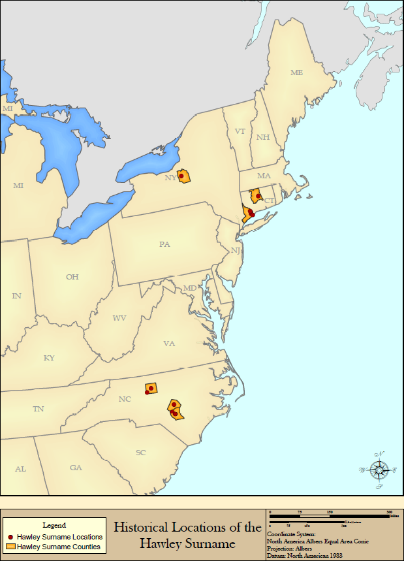 ME
MI
VT
NH
NY
MA
CT
MI
PA
NJ
OH
MD
IN
WV
VA
KY
NC
TN
SC
AL
GA
N
Legend
Hawley Surname Locations
Hawley Surname Counties
Historical Locations of the
Hawley Surname
Coordinate System:
North America Albers Equal Area Conic
Projection: Albers
Datum: North American 1983